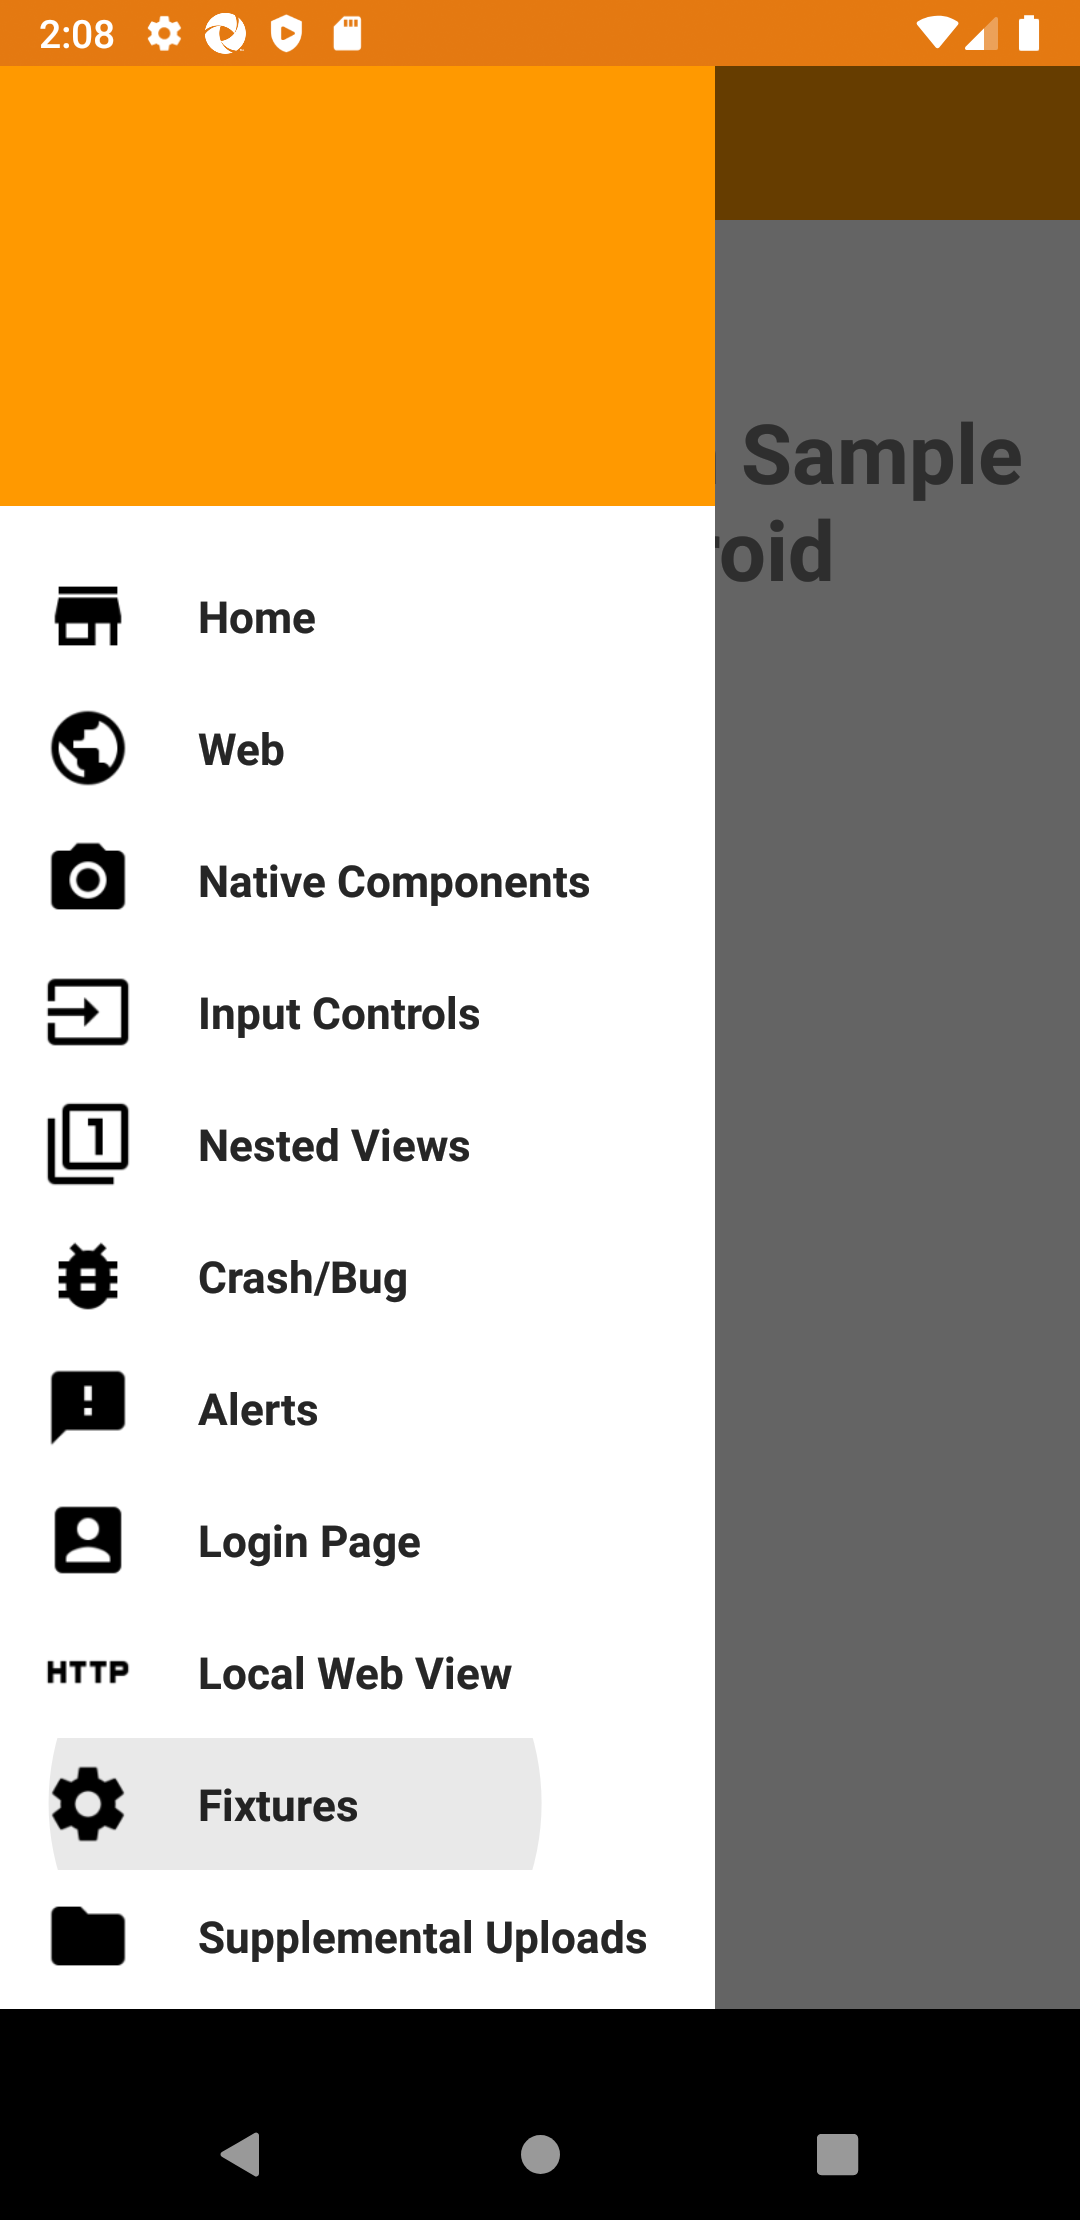 2:08
Sample
roid
Home
Web
Native Components
Input Controls
1
Nested Views
Crash/Bug
Alerts
Login Page
HTTP
Local Web View
Fixtures
Supplemental Uploads